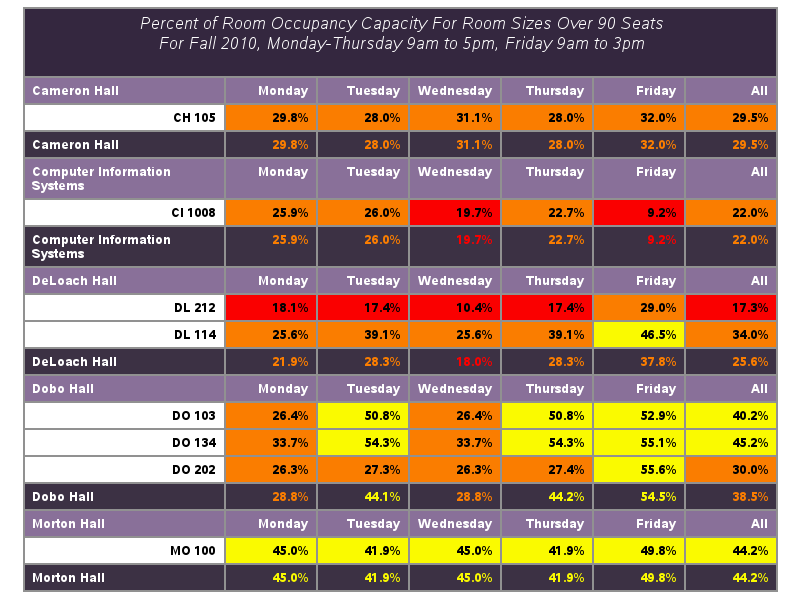 Percent of Room Occupancy Capacity For Room Sizes Over 90 Seats
For Fall 2010, Monday-Thursday 9am to 5pm, Friday 9am to 3pm
Cameron Hall Monday Tuesday Wednesday Thursday Friday All
CH 105 29.8% 28.0% 31.1% 28.0% 32.0% 29.5%
Cameron Hall 29.8% 28.0% 31.1% 28.0% 32.0% 29.5%
Computer Information Monday Tuesday Wednesday Thursday Friday All
Systems
CI 1008 25.9% 26.0% 19.7% 22.7% 9.2% 22.0%
Computer Information 25.9% 26.0% 19.7% 22.7% 9.2% 22.0%
Systems
DeLoach Hall Monday Tuesday Wednesday Thursday Friday All
DL 212 18.1% 17.4% 10.4% 17.4% 29.0% 17.3%
DL 114 25.6% 39.1% 25.6% 39.1% 46.5% 34.0%
DeLoach Hall 21.9% 28.3% 18.0% 28.3% 37.8% 25.6%
Dobo Hall Monday Tuesday Wednesday Thursday Friday All
DO 103 26.4% 50.8% 26.4% 50.8% 52.9% 40.2%
DO 134 33.7% 54.3% 33.7% 54.3% 55.1% 45.2%
DO 202 26.3% 27.3% 26.3% 27.4% 55.6% 30.0%
Dobo Hall 28.8% 44.1% 28.8% 44.2% 54.5% 38.5%
Morton Hall Monday Tuesday Wednesday Thursday Friday All
MO 100 45.0% 41.9% 45.0% 41.9% 49.8% 44.2%
Morton Hall 45.0% 41.9% 45.0% 41.9% 49.8% 44.2%